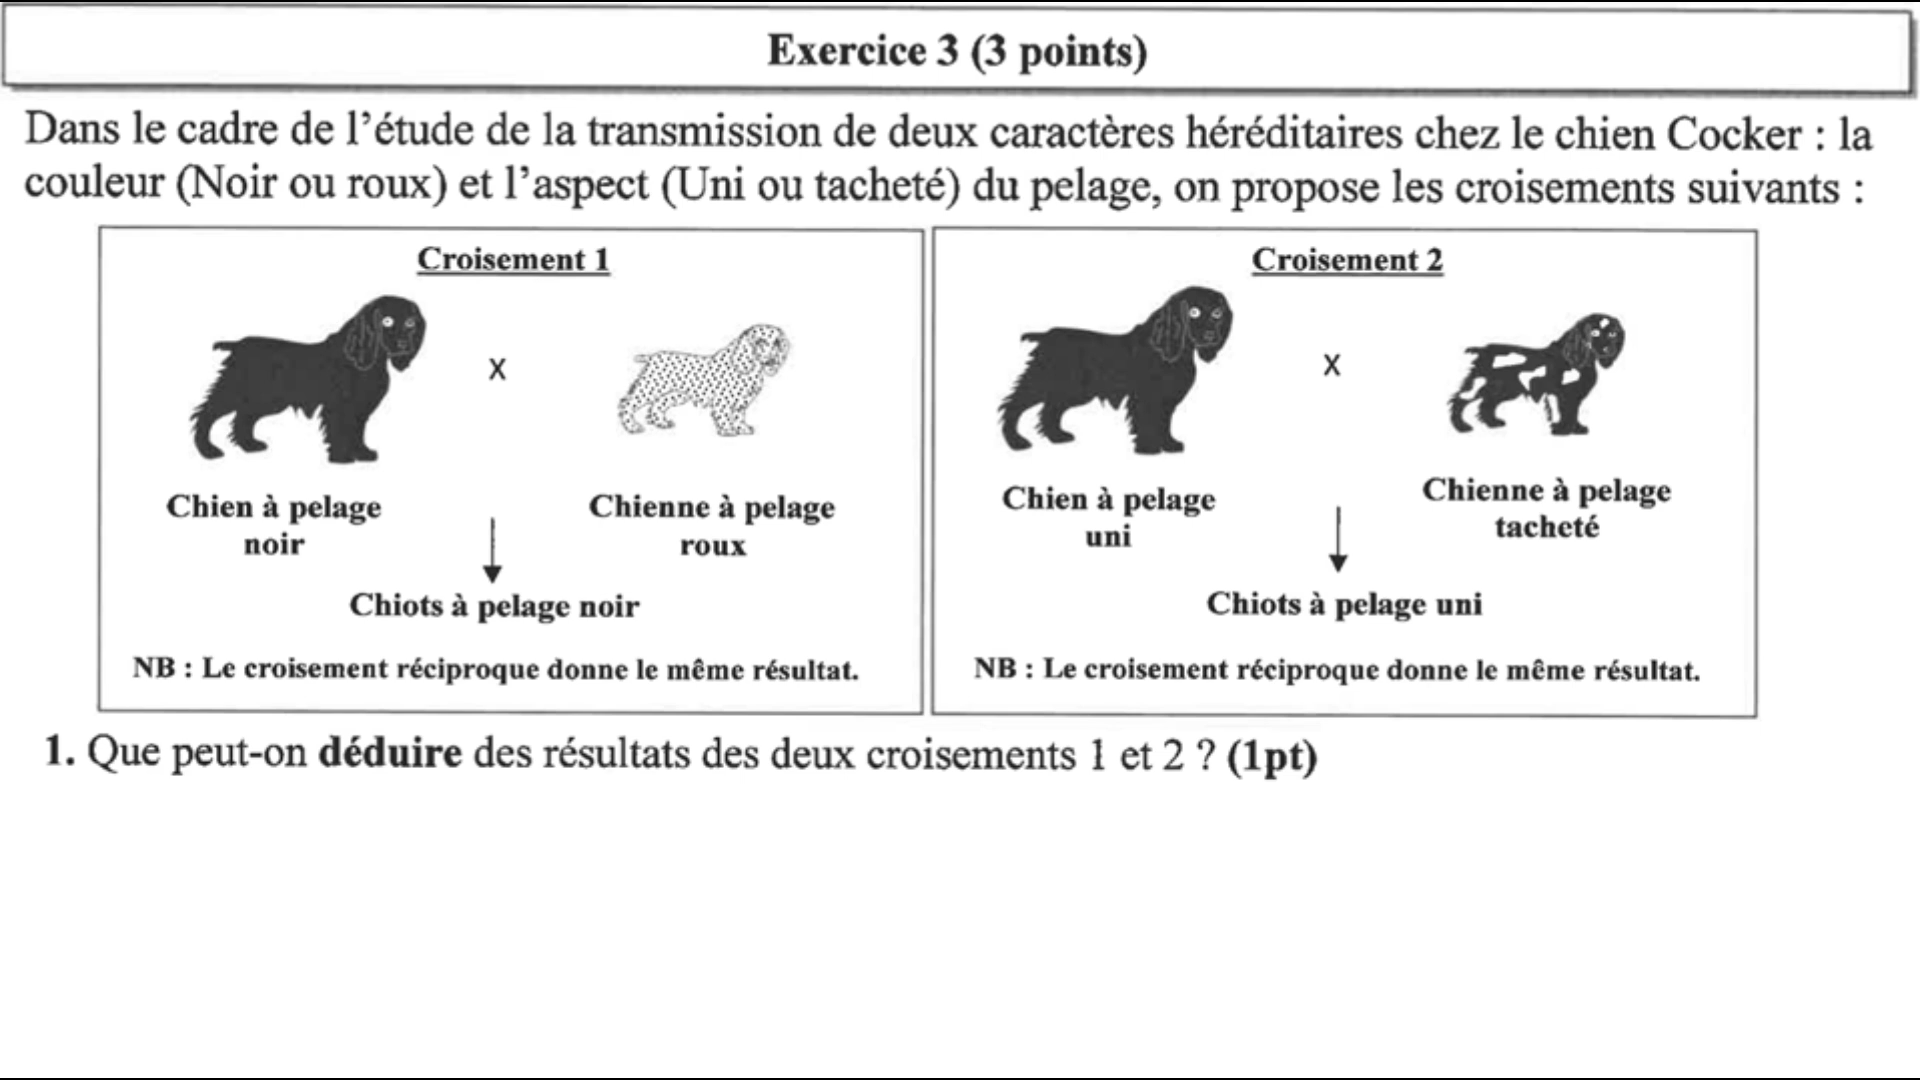 Exercice 3 (3 points)
Dans le cadre de l'étude de la transmission de deux caractères héréditaires chez le chien Cocker : la
couleur (Noir ou roux) et l'aspect (Uni ou tacheté) du pelage, on propose les croisements suivants :
Croisement 1
X
Chien à pelage
noir
Chienne à pelage
roux
Chiots à pelage noir
NB : Le croisement réciproque donne le même résultat.
Croisement 2
X
Chien à pelage
uni
Chienne à pelage
tacheté
Chiots à pelage uni
NB : Le croisement réciproque donne le même résultat.
1. Que peut-on déduire des résultats des deux croisements 1 et 2 ? (1pt)